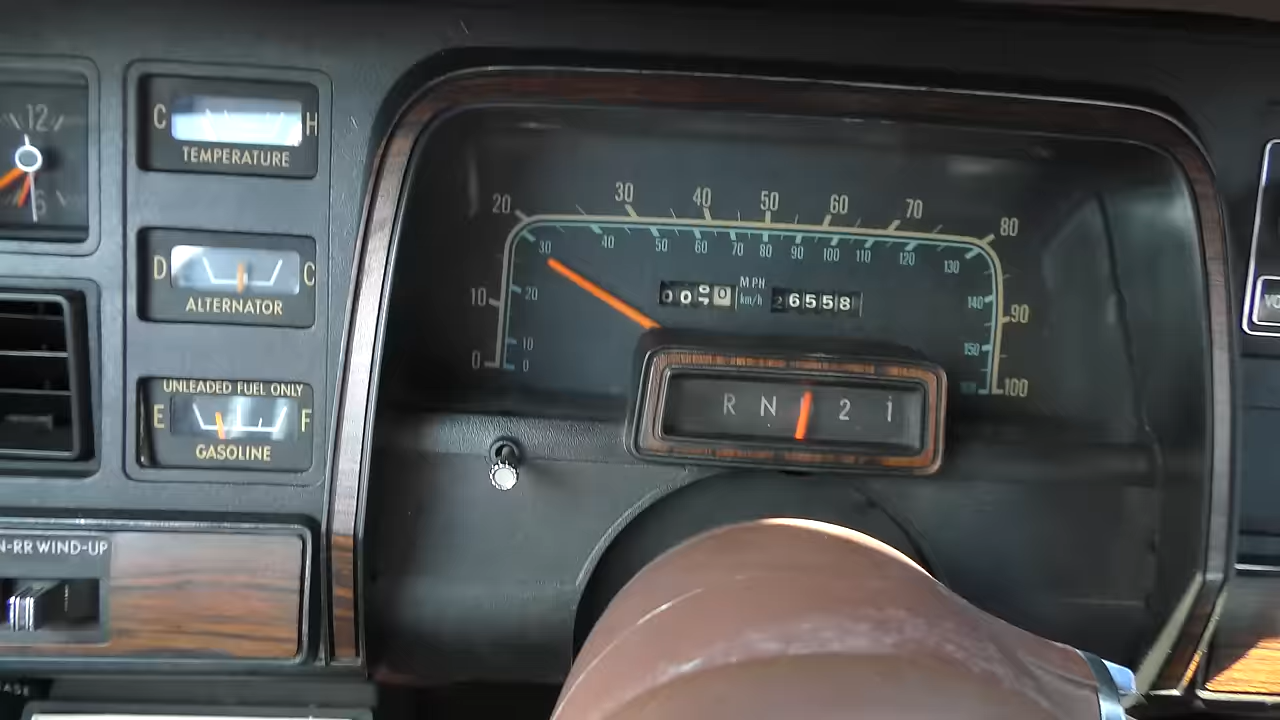 12
6
C H
TEMPERATURE
D C
ALTERNATOR
UNLEADED FUEL ONLY
E F
GASOLINE
N-RR WIND-UP
0 10 20 30 40 50 60 70 80 90 100
0 10 20 30 40 50 60 70 80 90 100 110 120 130 140 150
MPH
km/h
6558
R N 2 1